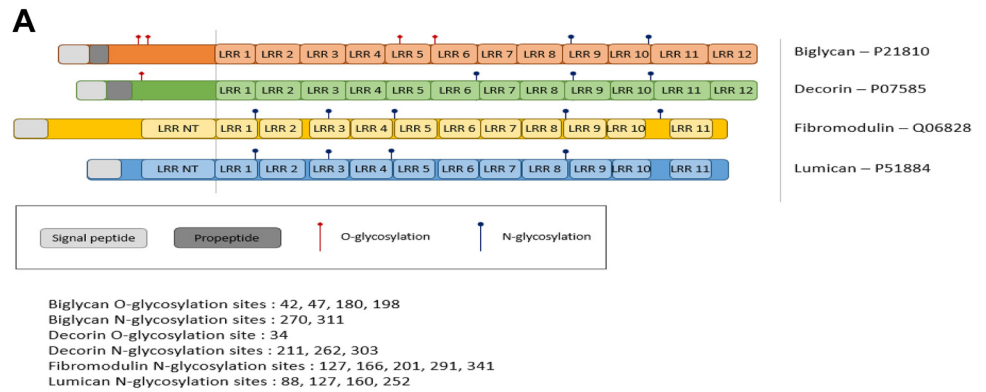 A
LRR 1 LRR 2 LRR 3 LRR 4 LRR 5 LRR 6 LRR 7 LRR 8 LRR 9 LRR 10 LRR 11 LRR 12 Biglycan – P21810
LRR 1 LRR 2 LRR 3 LRR 4 LRR 5 LRR 6 LRR 7 LRR 8 LRR 9 LRR 10 LRR 11 LRR 12 Decorin – P07585
LRR NT LRR 1 LRR 2 LRR 3 LRR 4 LRR 5 LRR 6 LRR 7 LRR 8 LRR 9 LRR 10 LRR 11 Fibromodulin – Q06828
LRR NT LRR 1 LRR 2 LRR 3 LRR 4 LRR 5 LRR 6 LRR 7 LRR 8 LRR 9 LRR 10 LRR 11 Lumican – P51884
Signal peptide Propeptide O-glycosylation N-glycosylation
Biglycan O-glycosylation sites : 42, 47, 180, 198
Biglycan N-glycosylation sites : 270, 311
Decorin O-glycosylation site : 34
Decorin N-glycosylation sites : 211, 262, 303
Fibromodulin N-glycosylation sites : 127, 166, 201, 291, 341
Lumican N-glycosylation sites : 88, 127, 160, 252